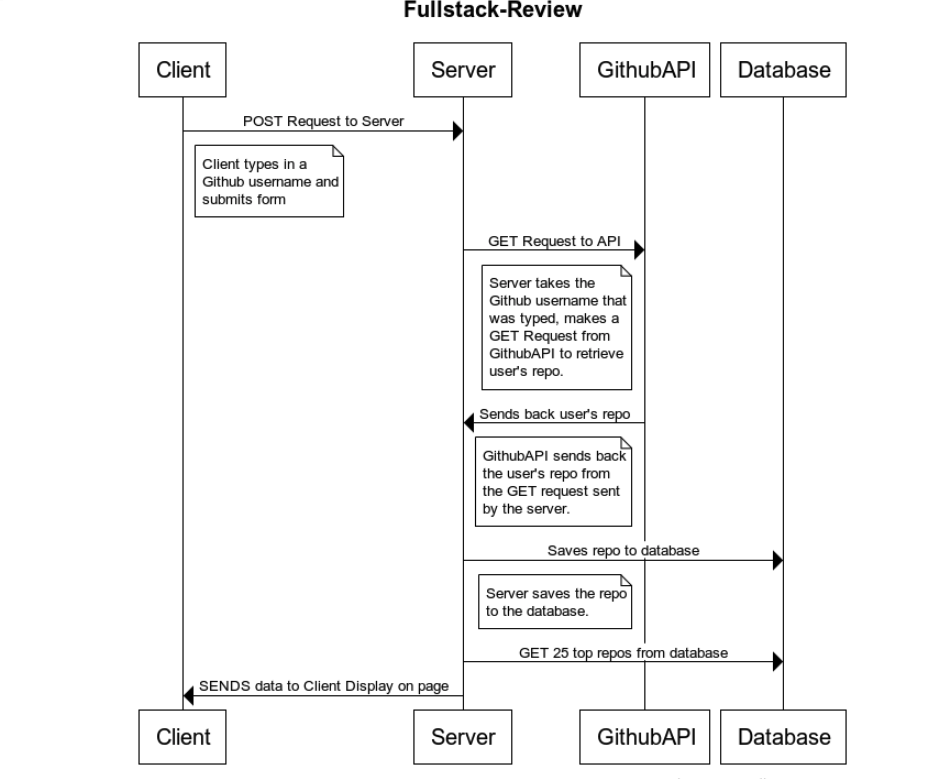 Fullstack-Review
Client
Server
GithubAPI
Database
POST Request to Server
Client types in a
Github username and
submits form
GET Request to API
Server takes the
Github username that
was typed, makes a
GET Request from
GithubAPI to retrieve
user's repo.
Sends back user's repo
GithubAPI sends back
the user's repo from
the GET request sent
by the server.
Saves repo to database
Server saves the repo
to the database.
GET 25 top repos from database
SENDS data to Client Display on page
Client
Server
GithubAPI
Database